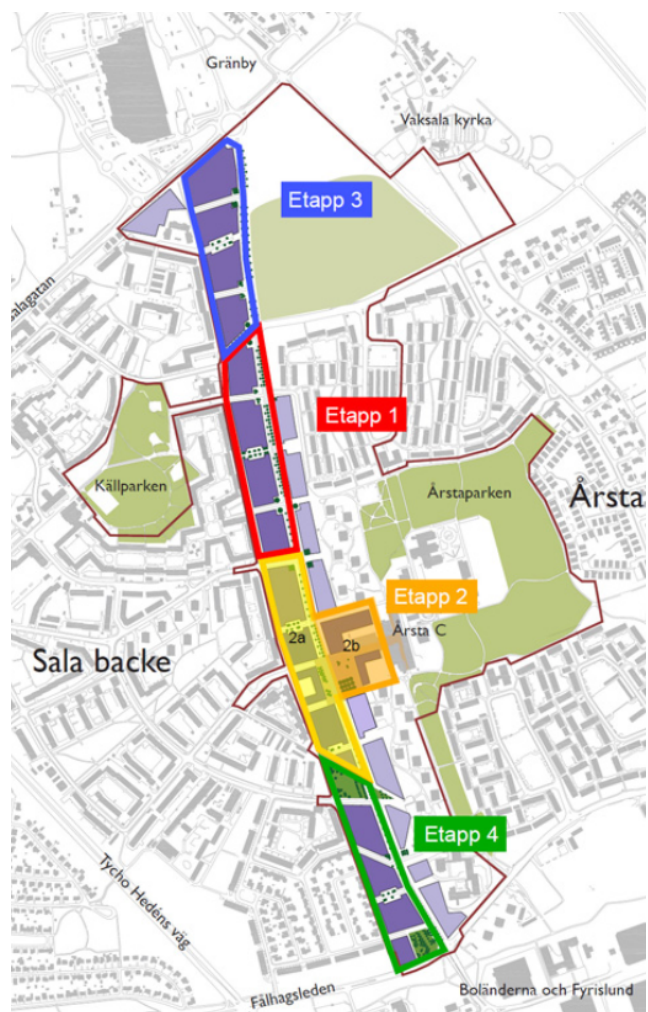 Gränby
Vaksala kyrka
Etapp 3
Etapp 1
Källparken
Årstaparken
Årsta
Etapp 2
Årsta C
2a
2b
Sala backe
Etapp 4
Tycho Hedéns väg
Fålhagsleden
Boländerna och Fyrislund